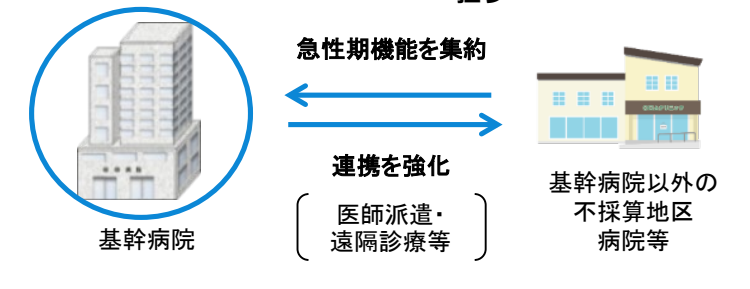 急性期機能を集約
連携を強化
医師派遣・
遠隔診療等
基幹病院
基幹病院以外の
不採算地区
病院等